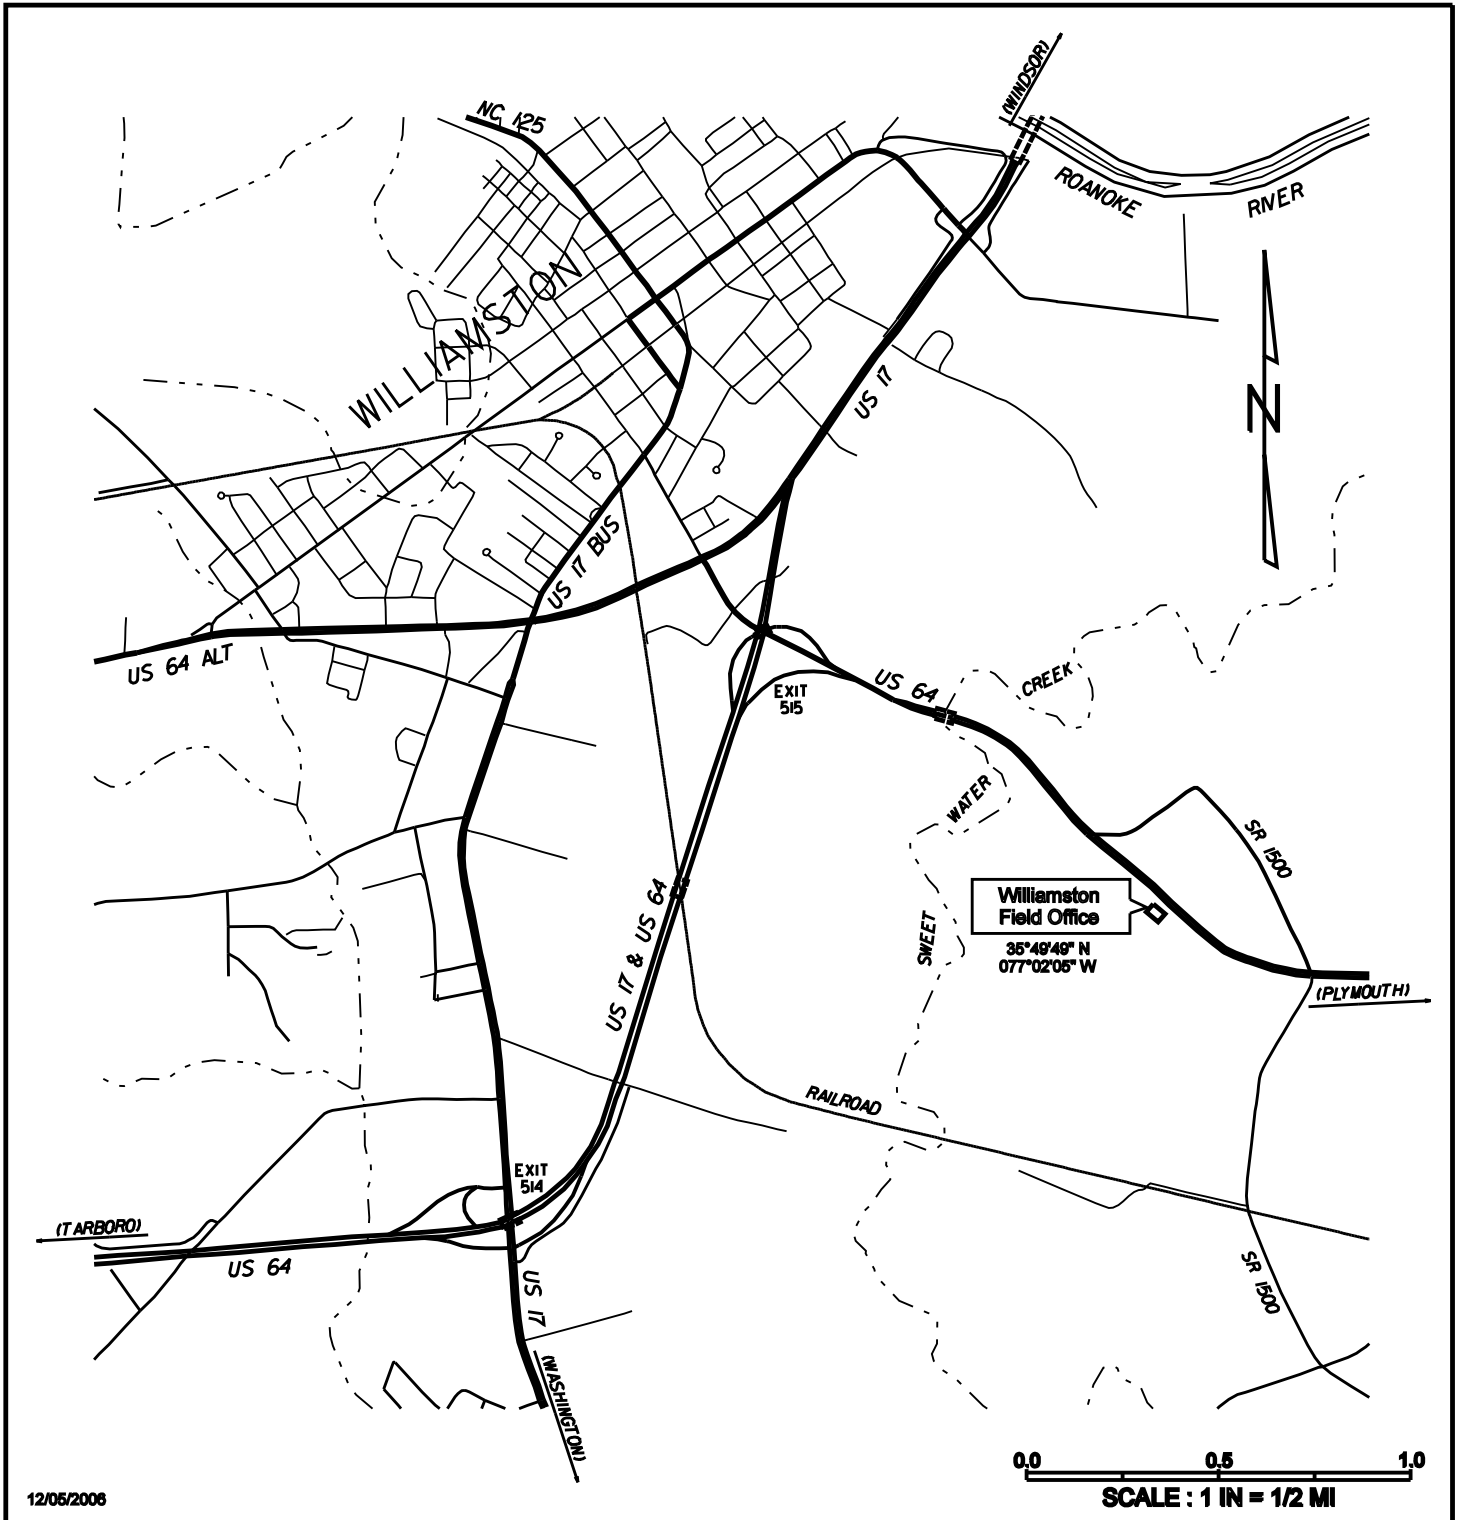 (WINDSOR)
NC 125
ROANOKE
RIVER
WILLIAMSTON
US 17
N
US 17 BUS
US 64 ALT
CREEK
US 64
EXIT
515
WATER
SR 1500
US 17 & US 64
Williamston
Field Office
SWEET
35°49'49" N
077°02'05" W
(PLYMOUTH)
RAILROAD
EXIT
514
(TARBORO)
US 64
US 17
SR 1500
(WASHINGTON)
0.0 0.5 1.0
12/05/2006
SCALE : 1 IN = 1/2 MI